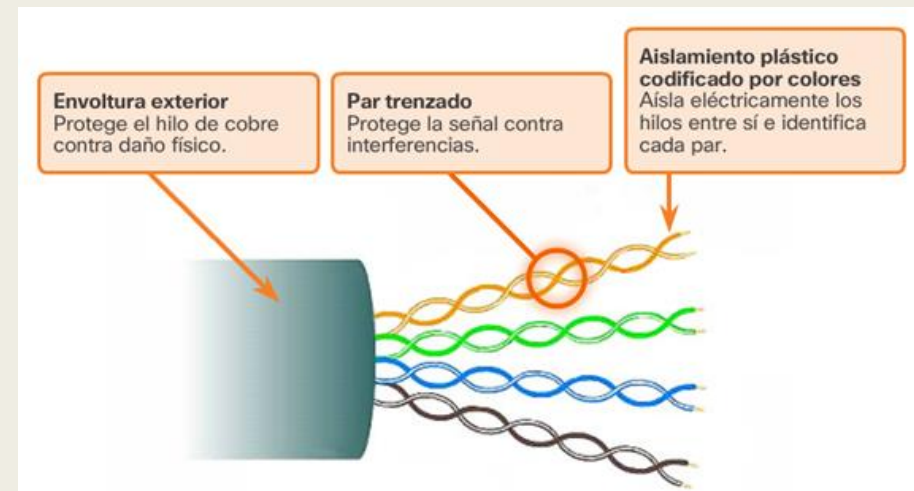 Envoltura exterior
Protege el hilo de cobre
contra daño físico.
Par trenzado
Protege la señal contra
interferencias.
Aislamiento plástico
codificado por colores
Aísla eléctricamente los
hilos entre sí e identifica
cada par.